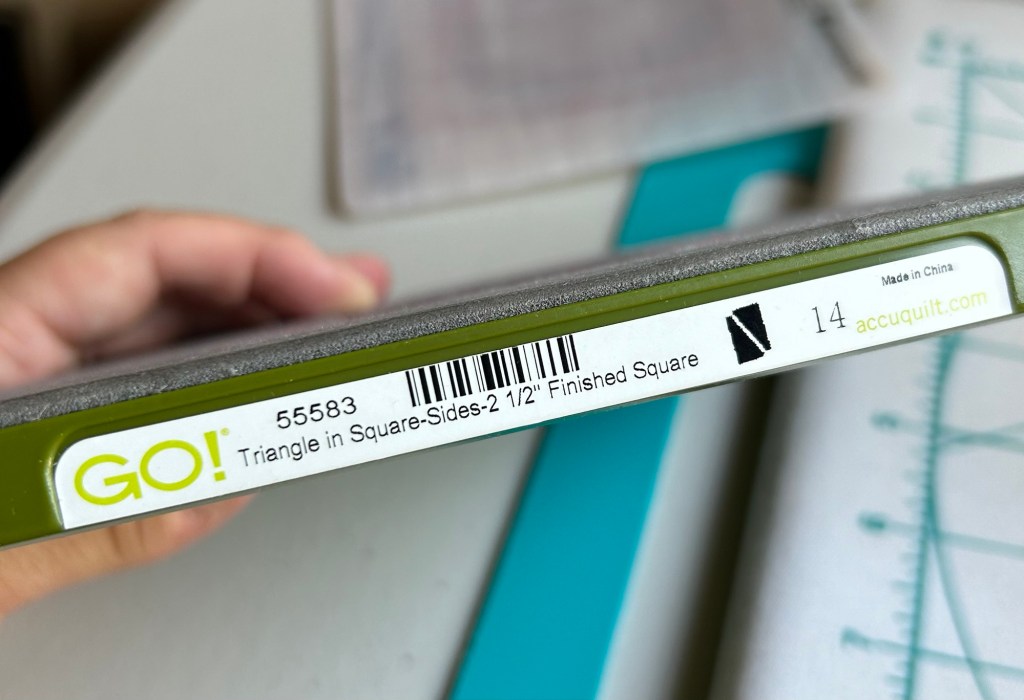 GO!®
55583
Triangle in Square-Sides-2 1/2" Finished Square
14
Made in China
accuquilt.com